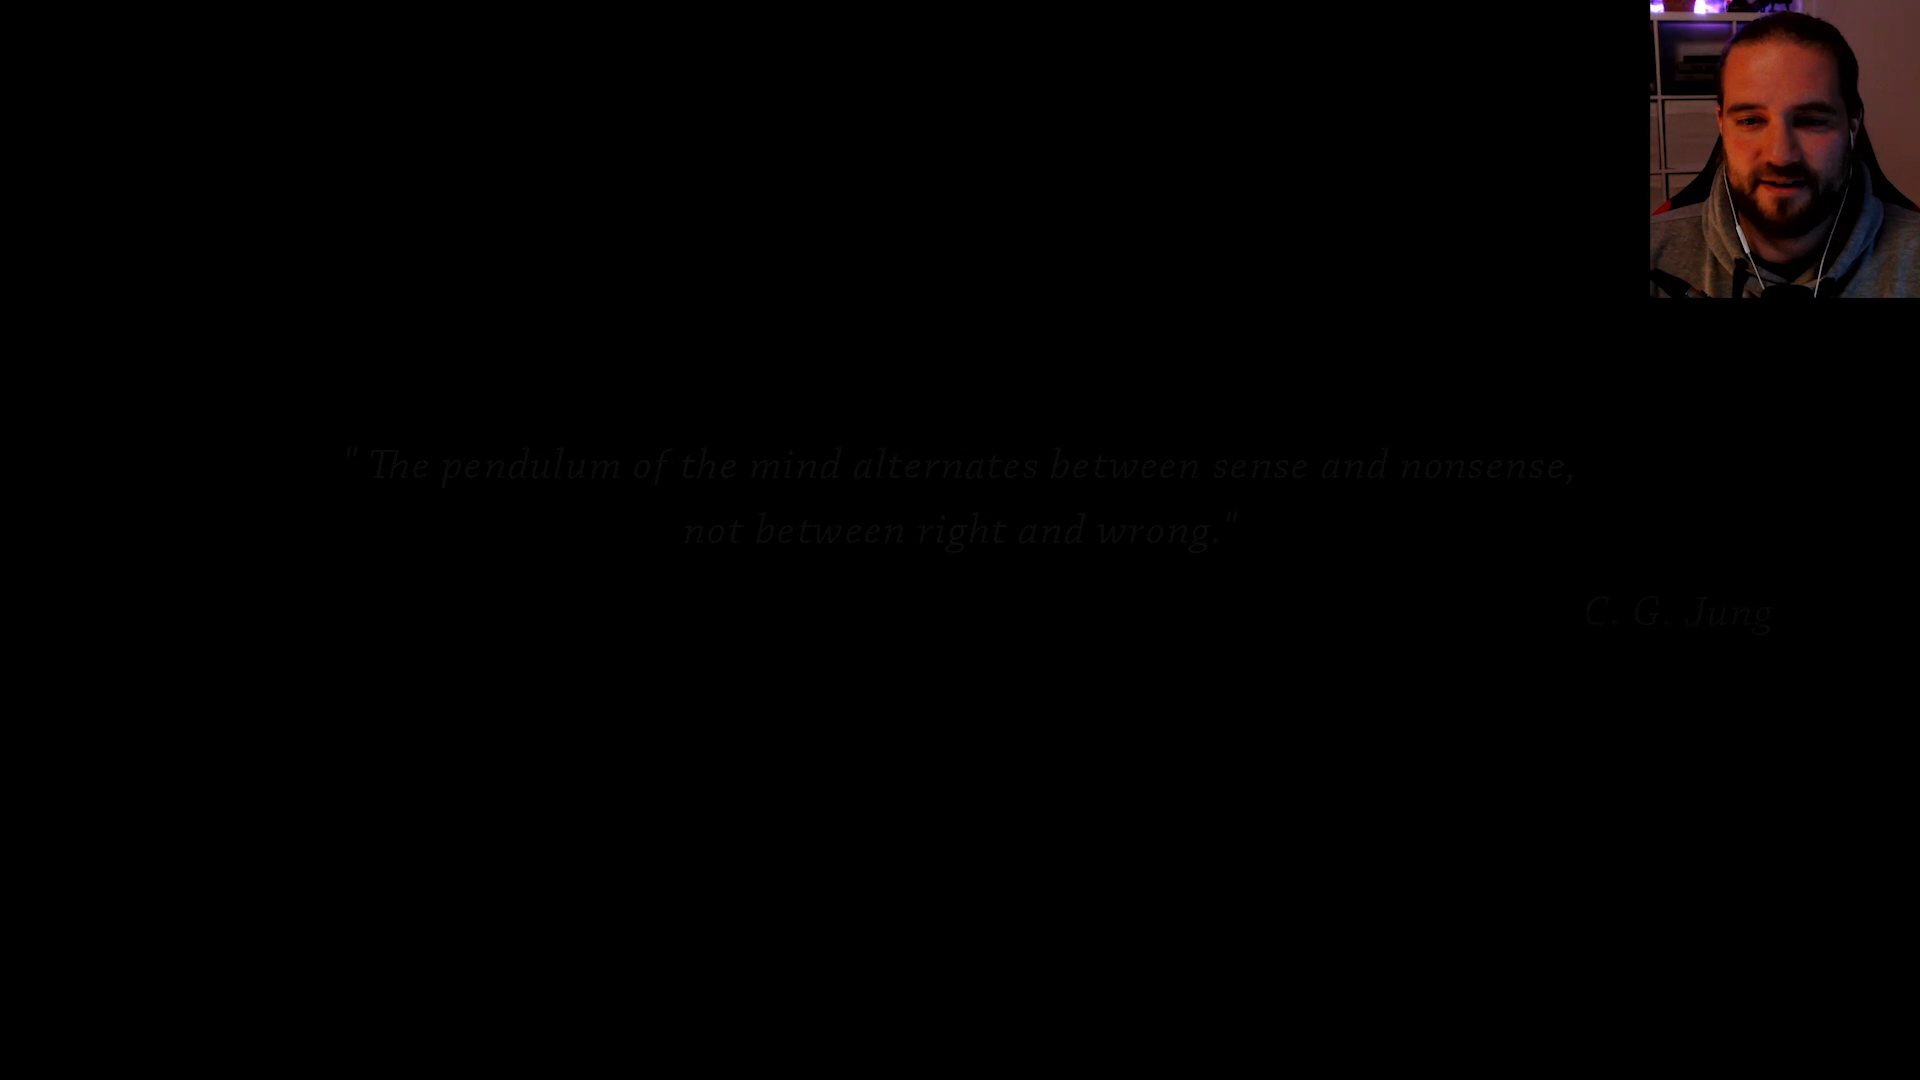 " The pendulum of the mind alternates between sense and nonsense,
not between right and wrong."
C. G. Jung